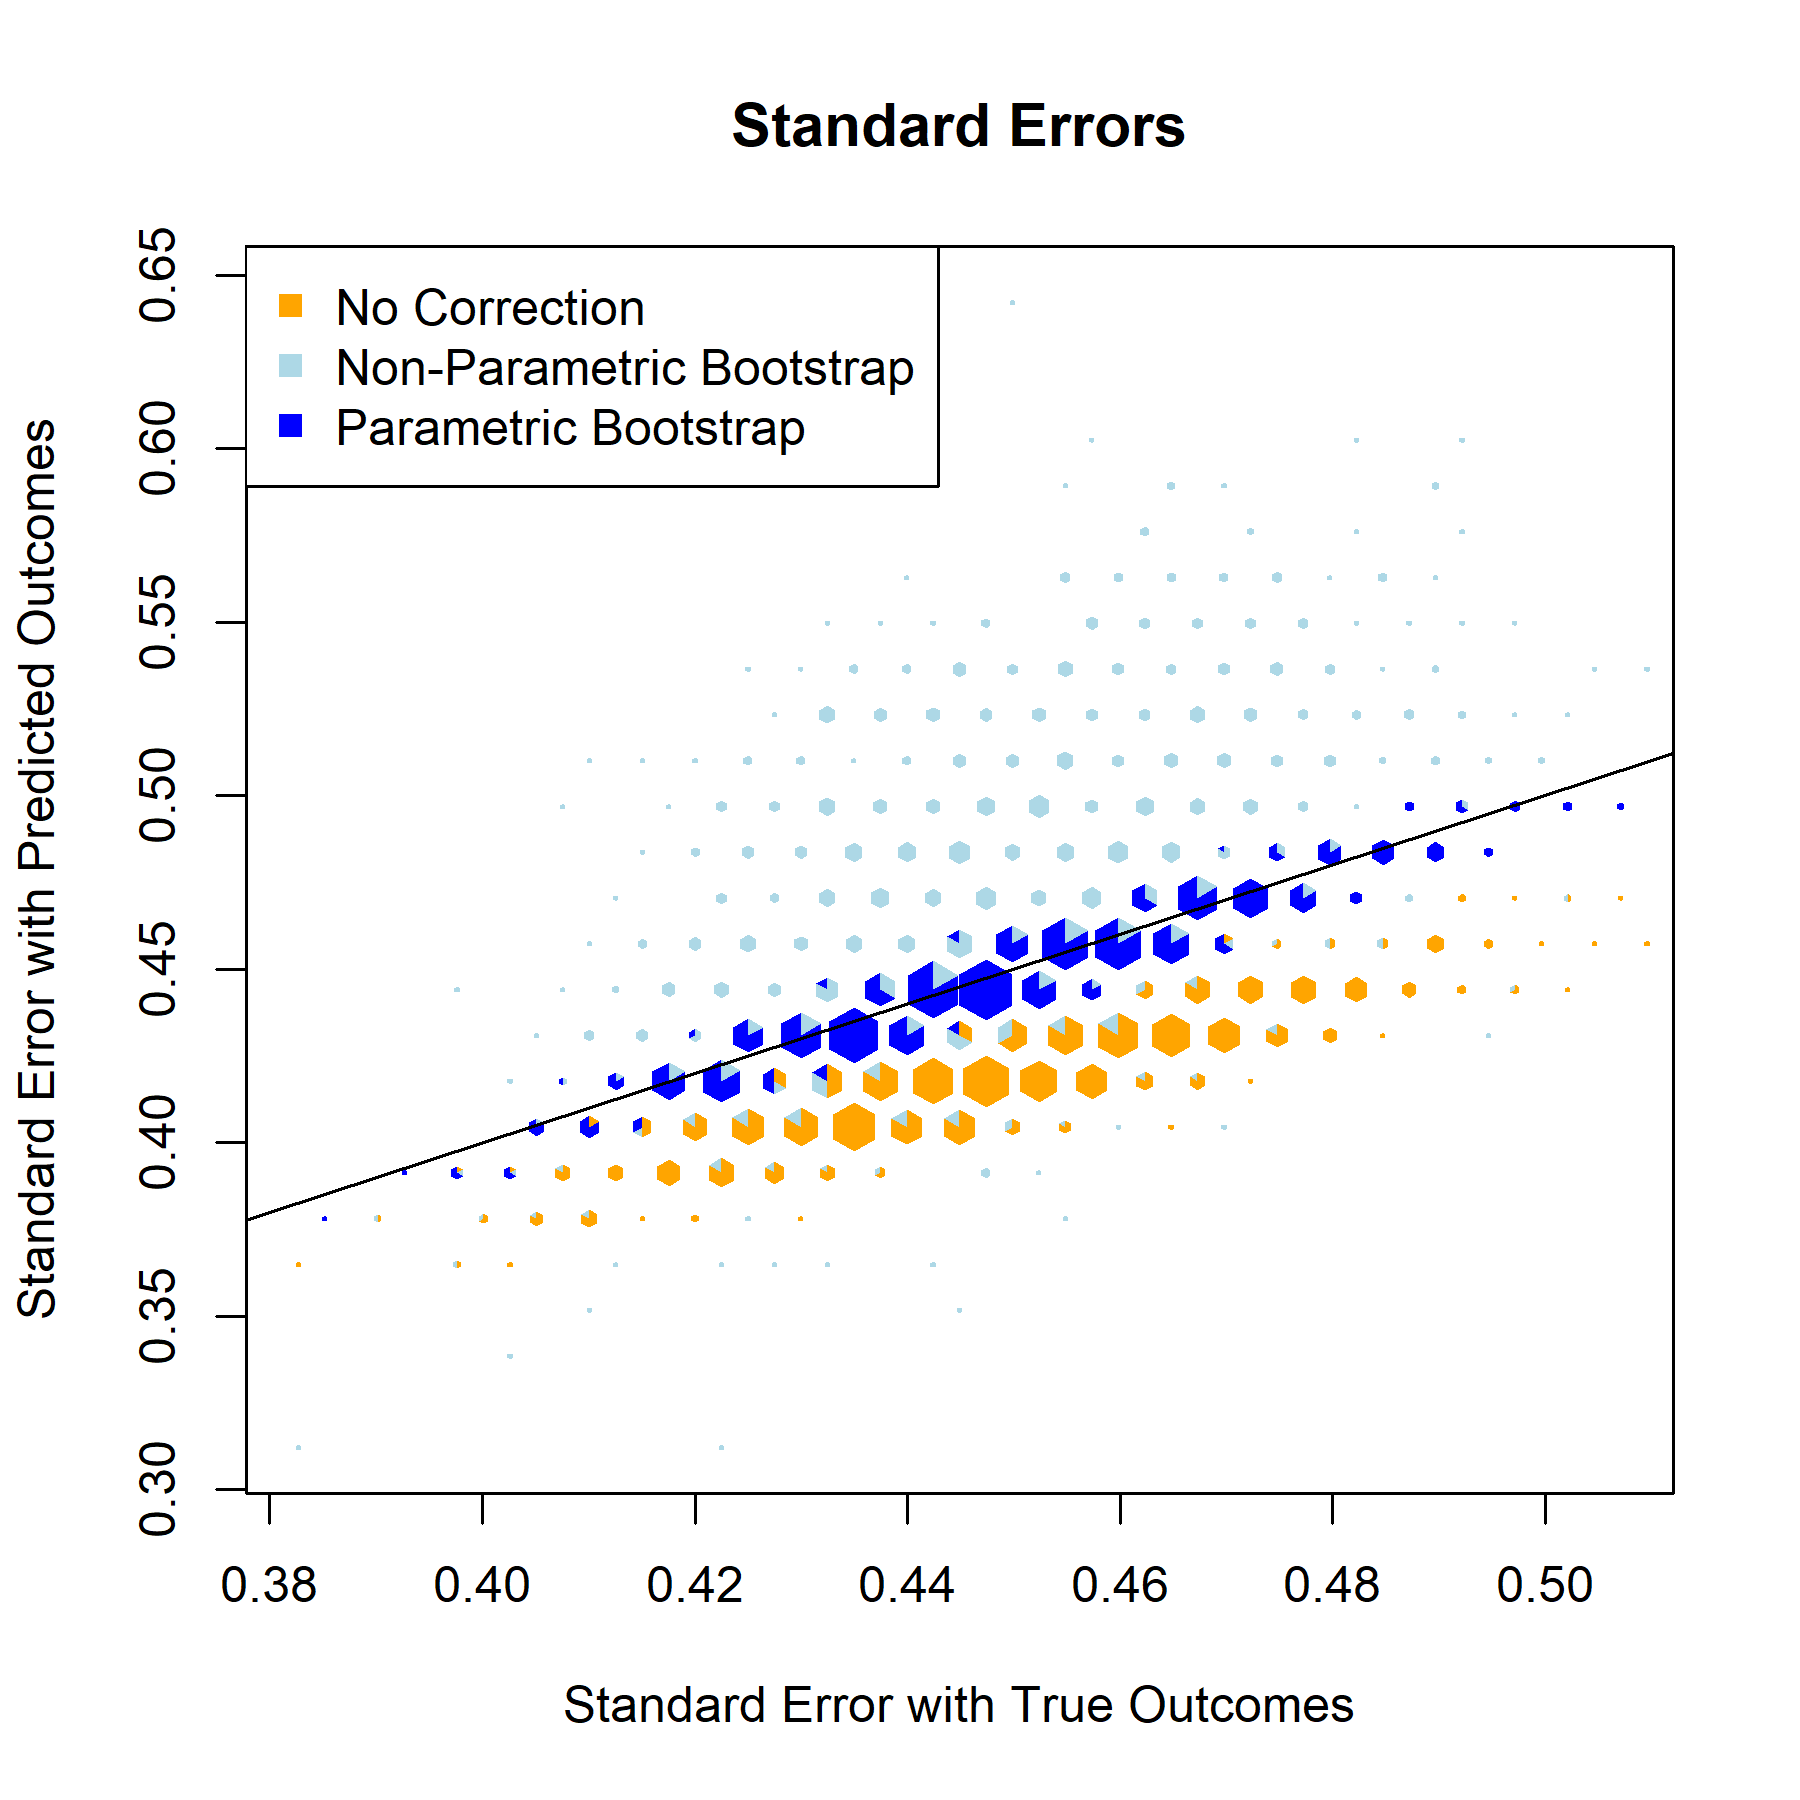 Standard Errors
No Correction
Non-Parametric Bootstrap
Parametric Bootstrap
Standard Error with Predicted Outcomes
0.65
0.60
0.55
0.50
0.45
0.40
0.35
0.30
0.38 0.40 0.42 0.44 0.46 0.48 0.50
Standard Error with True Outcomes